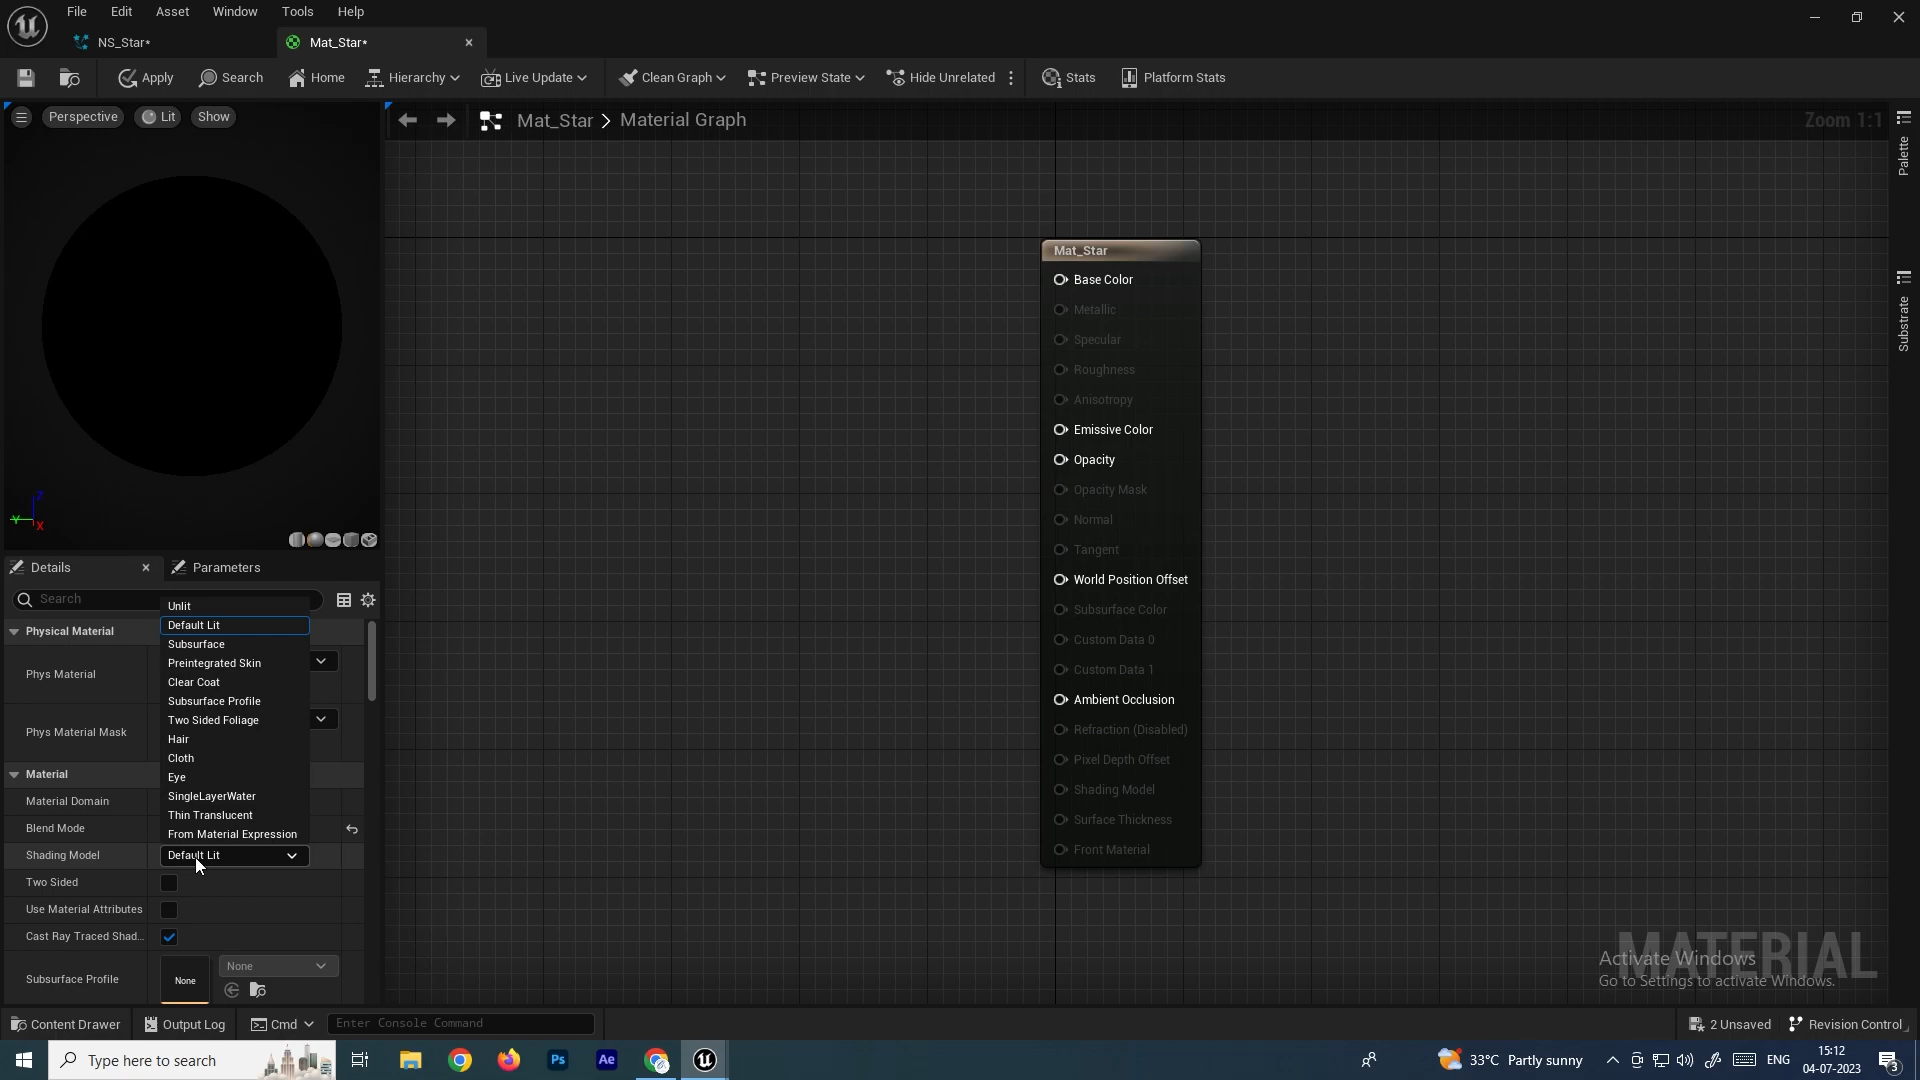 File Edit Asset Window Tools Help
NS_Star*
Mat_Star*
Apply Search Home Hierarchy Live Update Clean Graph Preview State Hide Unrelated Stats Platform Stats
Perspective Lit Show
Mat_Star > Material Graph
Zoom 1:1
Palette
Substrate
Mat_Star
Base Color
Metallic
Specular
Roughness
Anisotropy
Emissive Color
Opacity
Opacity Mask
Normal
Tangent
World Position Offset
Subsurface Color
Custom Data 0
Custom Data 1
Ambient Occlusion
Refraction (Disabled)
Pixel Depth Offset
Shading Model
Surface Thickness
Front Material
Z
Y
X
Details Parameters
Search
Unlit
Default Lit
Subsurface
Preintegrated Skin
Clear Coat
Subsurface Profile
Two Sided Foliage
Hair
Cloth
Eye
SingleLayerWater
Thin Translucent
From Material Expression
Physical Material
Phys Material
Phys Material Mask
Material
Material Domain
Blend Mode
Shading Model Default Lit
Two Sided
Use Material Attributes
Cast Ray Traced Shad...
Subsurface Profile None None
MATERIAL
Activate Windows
Go to Settings to activate Windows.
Content Drawer Output Log Cmd Enter Console Command 2 Unsaved Revision Control
Type here to search
Ps
Ae
33°C Partly sunny
ENG
15:12
04-07-2023
3